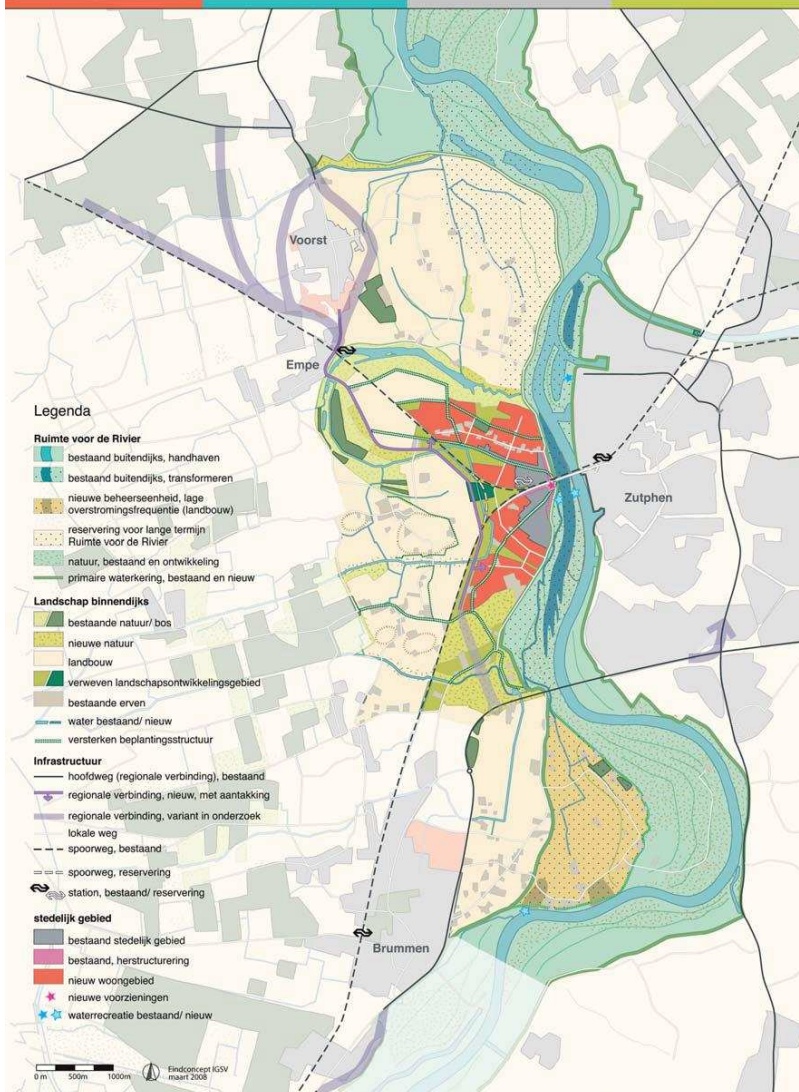 Voorst
Empe
Zutphen
Brummen
Legenda
Ruimte voor de Rivier
bestaand buitendijks, handhaven
bestaand buitendijks, transformeren
nieuwe beheerseenheid, lage
overstromingsfrequentie (landbouw)
reservering voor lange termijn
Ruimte voor de Rivier
natuur, bestaand en ontwikkeling
primaire waterkering, bestaand en nieuw
Landschap binnendijks
bestaande natuur/ bos
nieuwe natuur
landbouw
verweven landschapsontwikkelingsgebied
bestaande erven
water bestaand/ nieuw
versterken beplantingsstructuur
Infrastructuur
hoofdweg (regionale verbinding), bestaand
regionale verbinding, nieuw, met aantakking
regionale verbinding, variant in onderzoek
lokale weg
spoorweg, bestaand
spoorweg, reservering
station, bestaand/ reservering
stedelijk gebied
bestaand stedelijk gebied
bestaand, herstructurering
nieuw woongebied
nieuwe voorzieningen
waterrecreatie bestaand/ nieuw
0 m 500m 1000m
Eindconcept IGSV
maart 2008